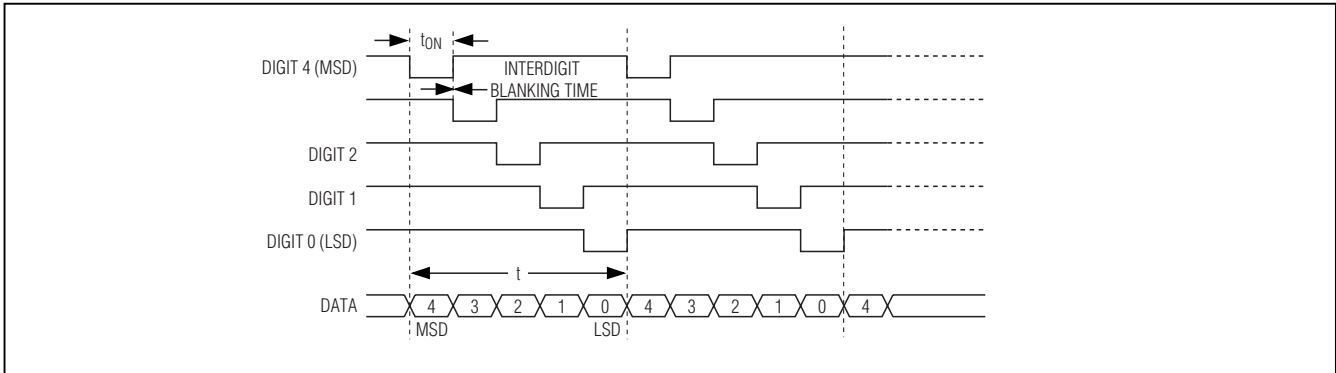 tON
DIGIT 4 (MSD)
INTERDIGIT
BLANKING TIME
DIGIT 2
DIGIT 1
DIGIT 0 (LSD)
t
DATA 4 3 2 1 0 4 3 2 1 0 4
MSD LSD